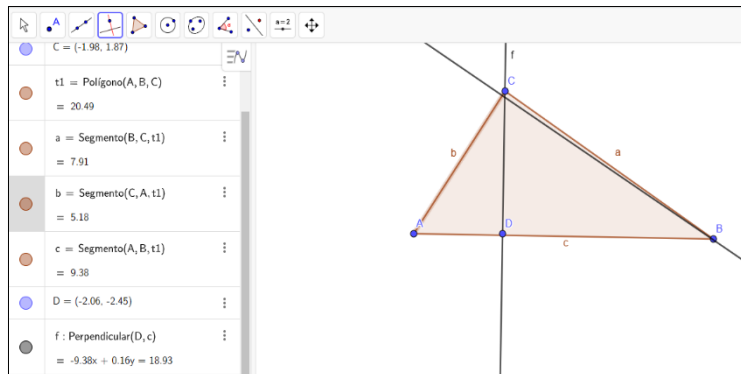 A
a=2
C = (-1.98, 1.87)
t1 = Polígono(A, B, C)
= 20.49
a = Segmento(B, C, t1)
= 7.91
b = Segmento(C, A, t1)
= 5.18
c = Segmento(A, B, t1)
= 9.38
D = (-2.06, -2.45)
f : Perpendicular(D, c)
= -9.38x + 0.16y = 18.93
f
C
b
a
A
D
B
c